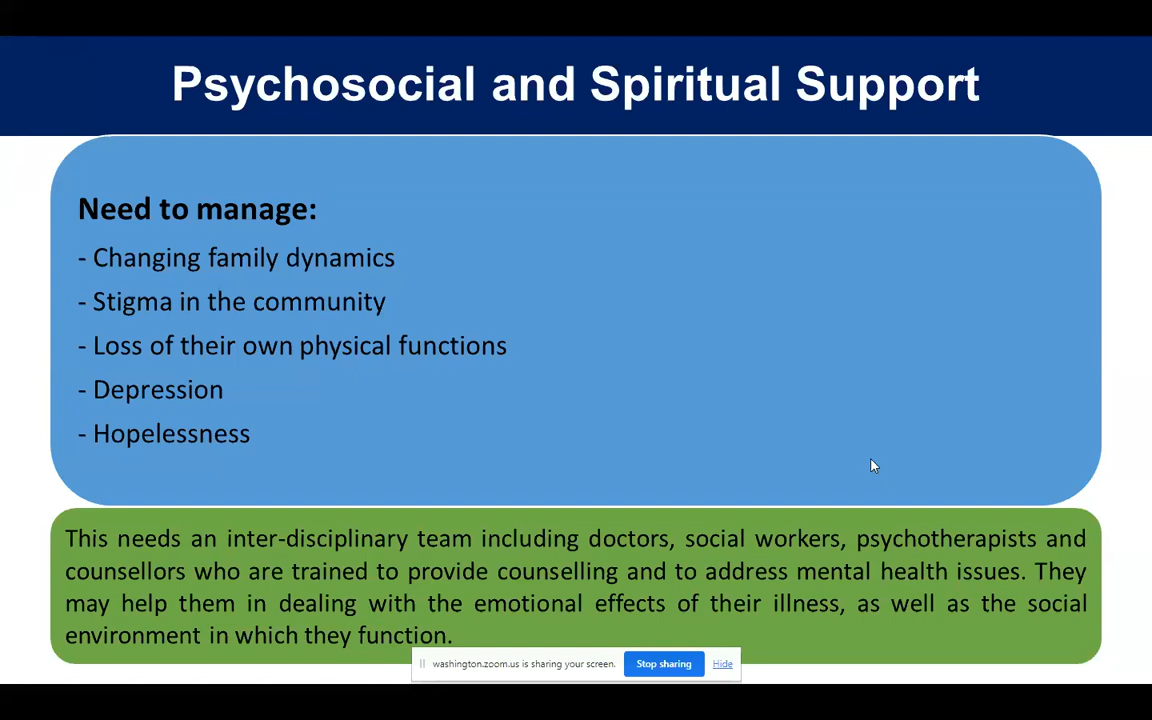 Psychosocial and Spiritual Support
Need to manage:
- Changing family dynamics
- Stigma in the community
- Loss of their own physical functions
- Depression
- Hopelessness
This needs an inter-disciplinary team including doctors, social workers, psychotherapists and
counsellors who are trained to provide counselling and to address mental health issues. They
may help them in dealing with the emotional effects of their illness, as well as the social
environment in which they function.
washington.zoom.us is sharing your screen. Stop sharing Hide